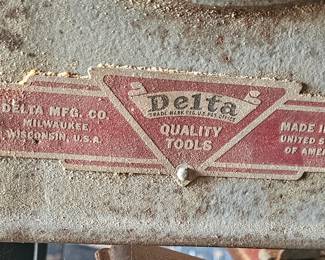 DELTA MFG. CO.
MILWAUKEE
WISCONSIN, U.S.A.
Delta
TRADE MARK REG. U.S. PAT. OFFICE
QUALITY
TOOLS
MADE I
UNITED S
OF AME